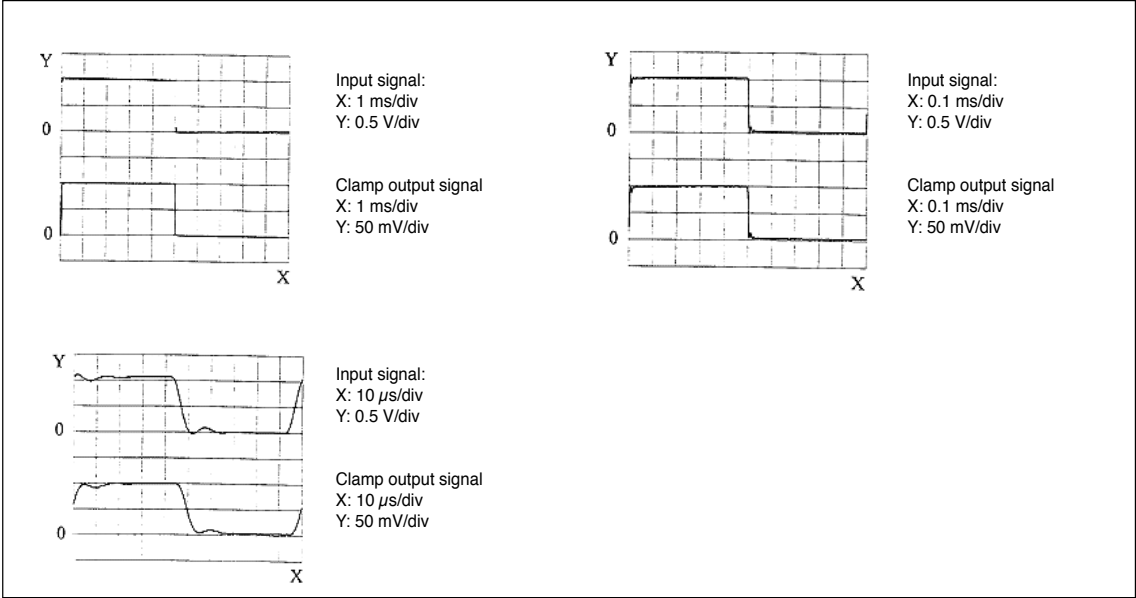 Y
0
0
X
Input signal:
X: 1 ms/div
Y: 0.5 V/div
Clamp output signal
X: 1 ms/div
Y: 50 mV/div
Y
0
0
X
Input signal:
X: 0.1 ms/div
Y: 0.5 V/div
Clamp output signal
X: 0.1 ms/div
Y: 50 mV/div
Y
0
0
X
Input signal:
X: 10 µs/div
Y: 0.5 V/div
Clamp output signal
X: 10 µs/div
Y: 50 mV/div